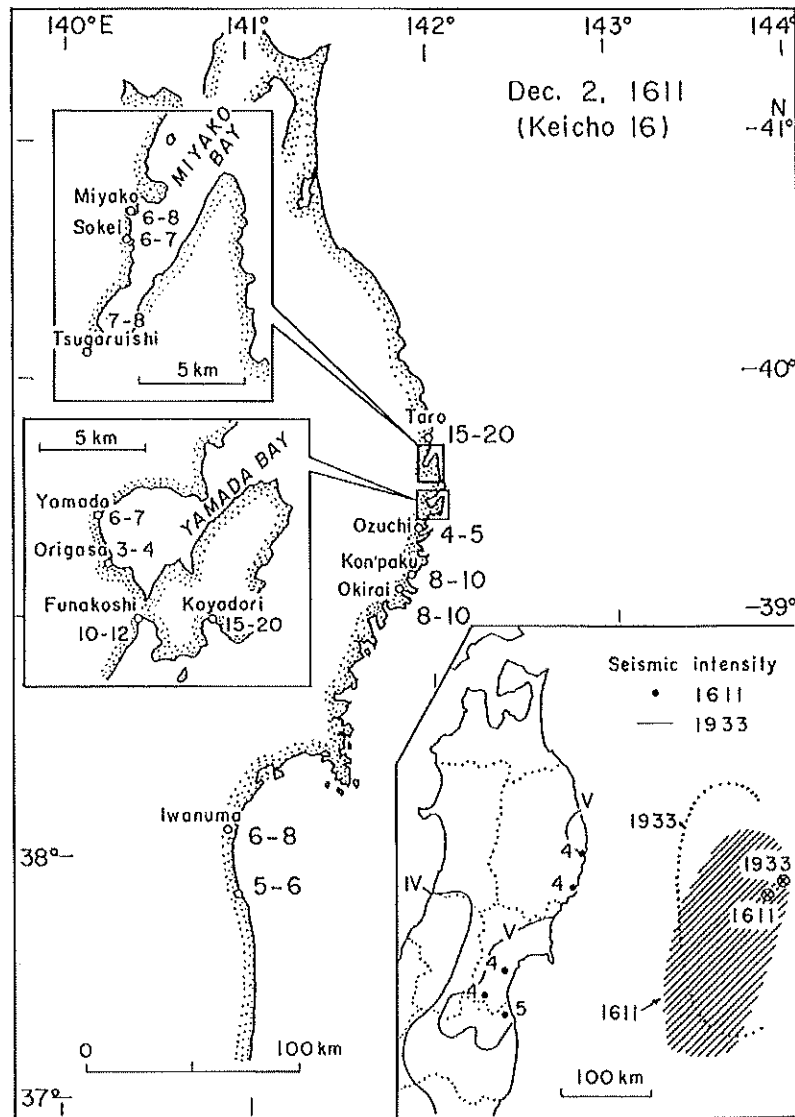 140°E
141°
142°
143°
144°
Dec. 2, 1611
(Keicho 16)
N
-41°
MIYAKO
BAY
Miyako
6-8
Sokei
6-7
7-8
Tsugaruishi
5 km
-40°
Taro
15-20
5 km
YAMADA BAY
Yamada
6-7
Origasa 3-4
Funakoshi
10-12
Koyadori
15-20
Ozuchi
4-5
Kon'paku
8-10
Okirai
8-10
-39°
Seismic intensity
• 1611
— 1933
Iwanuma
6-8
5-6
38°
V
4
4
IV
V
4
4
5
1933
1933
1611
1611
0 100 km
100 km
37°